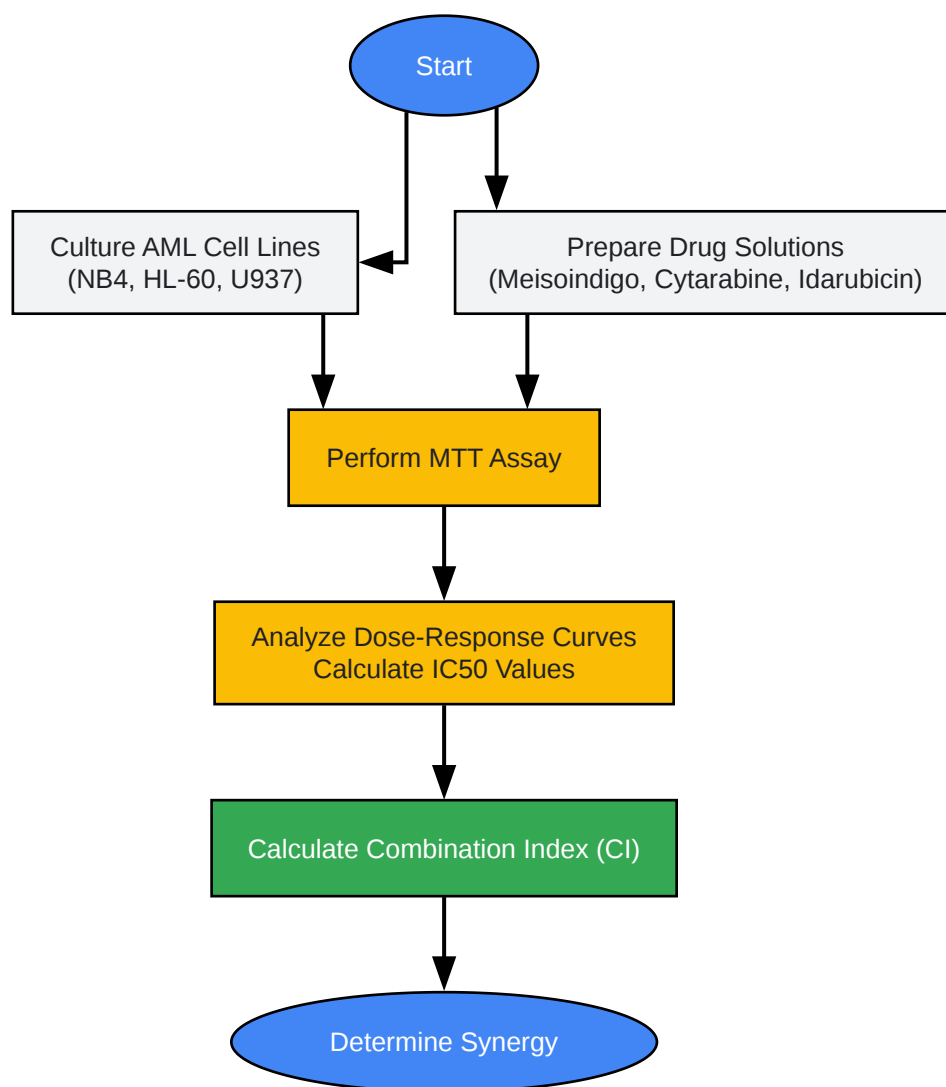 Start
Culture AML Cell Lines
(NB4, HL-60, U937)
Prepare Drug Solutions
(Meisoindigo, Cytarabine, Idarubicin)
Perform MTT Assay
Analyze Dose-Response Curves
Calculate IC50 Values
Calculate Combination Index (CI)
Determine Synergy